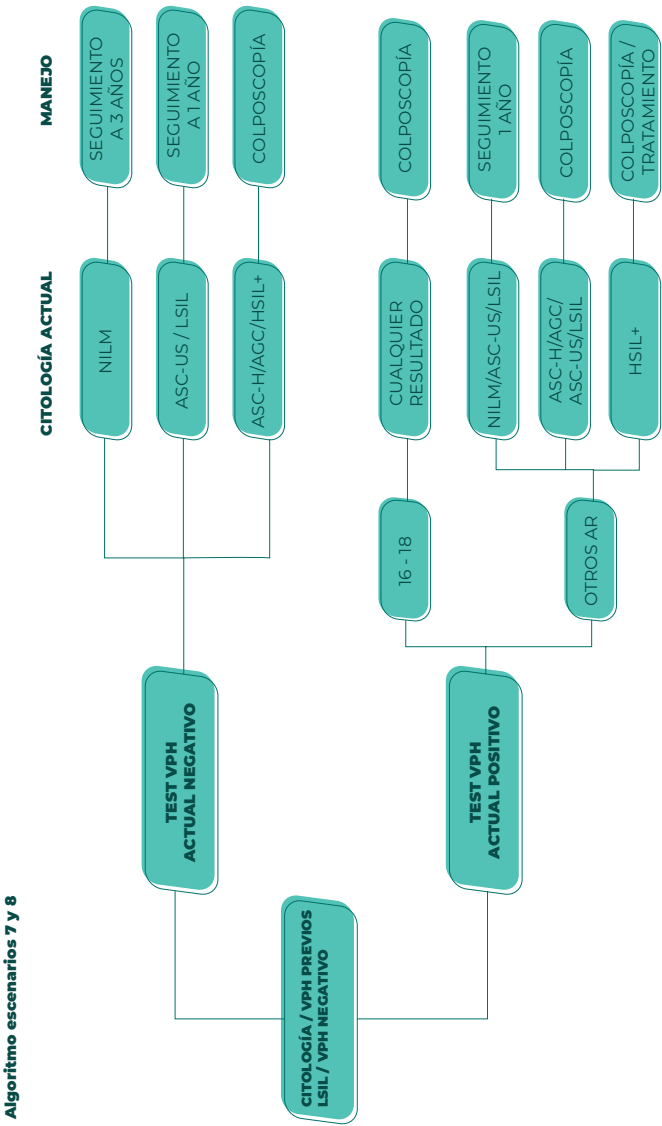 Algoritmo escenarios 7 y 8
CITOLOGÍA ACTUAL
MANEJO
CITOLOGÍA / VPH PREVIOS
LSIL / VPH NEGATIVO
TEST VPH
ACTUAL NEGATIVO
NILM
SEGUIMIENTO
A 3 AÑOS
ASC-US / LSIL
SEGUIMIENTO
A 1 AÑO
ASC-H/AGC/HSIL+
COLPOSCOPÍA
TEST VPH
ACTUAL POSITIVO
16 - 18
CUALQUIER
RESULTADO
COLPOSCOPÍA
OTROS AR
NILM/ASC-US/LSIL
SEGUIMIENTO
1 AÑO
ASC-H/AGC/
ASC-US/LSIL
COLPOSCOPÍA
HSIL+
COLPOSCOPÍA /
TRATAMIENTO